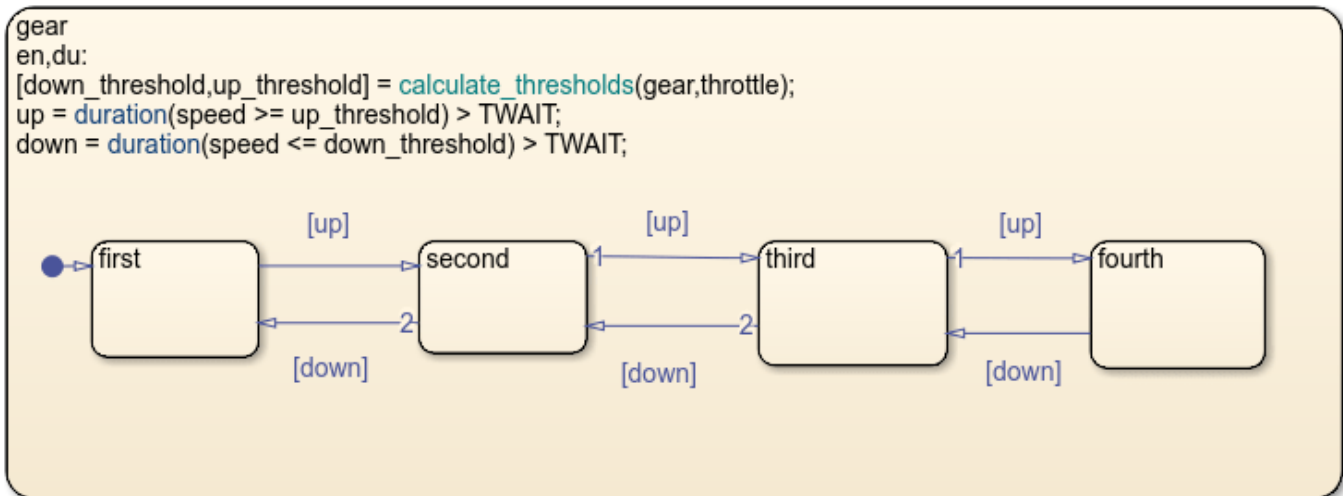 gear
en,du:
[down_threshold,up_threshold] = calculate_thresholds(gear,throttle);
up = duration(speed >= up_threshold) > TWAIT;
down = duration(speed <= down_threshold) > TWAIT;
[up]
[up]
[up]
first
second
1
third
1
fourth
2
2
[down]
[down]
[down]